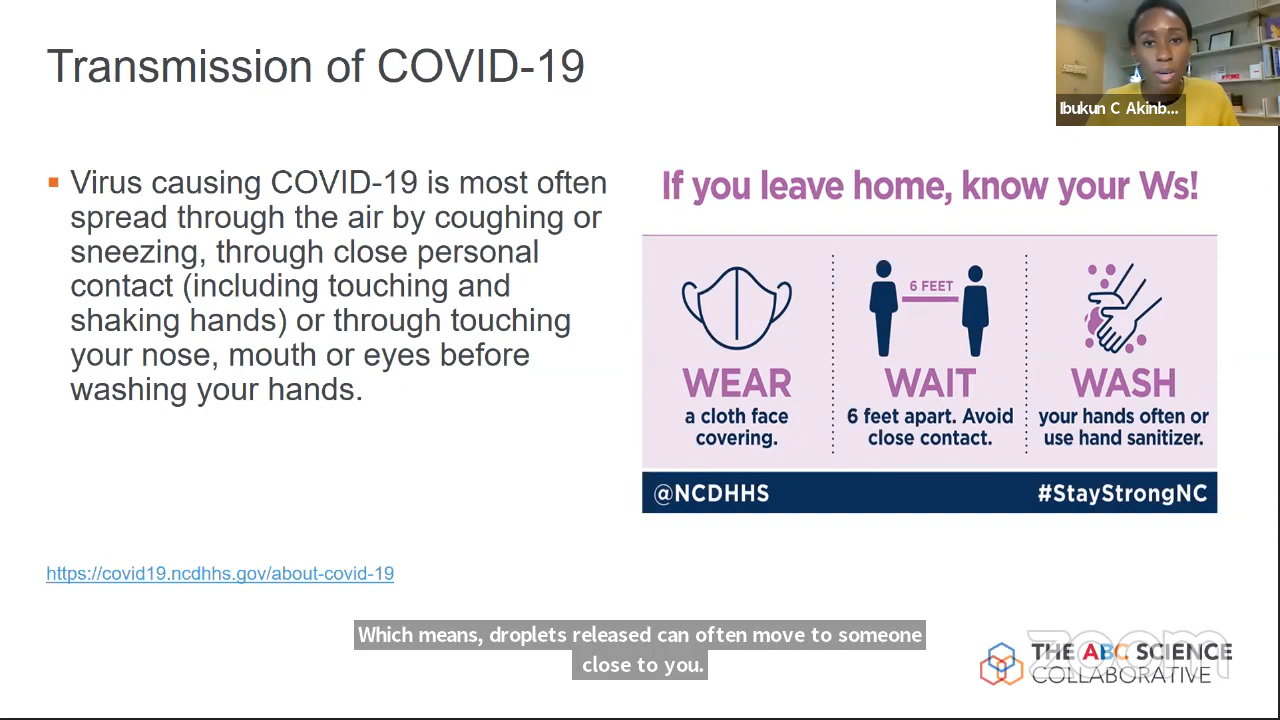 Transmission of COVID-19
Ibukun C Akinb...
▪ Virus causing COVID-19 is most often
spread through the air by coughing or
sneezing, through close personal
contact (including touching and
shaking hands) or through touching
your nose, mouth or eyes before
washing your hands.
If you leave home, know your Ws!
6 FEET
WEAR
a cloth face
covering.
WAIT
6 feet apart. Avoid
close contact.
WASH
your hands often or
use hand sanitizer.
@NCDHHS
#StayStrongNC
https://covid19.ncdhhs.gov/about-covid-19
Which means, droplets released can often move to someone
close to you.
THE ABC SCIENCE
COLLABORATIVE
zoom